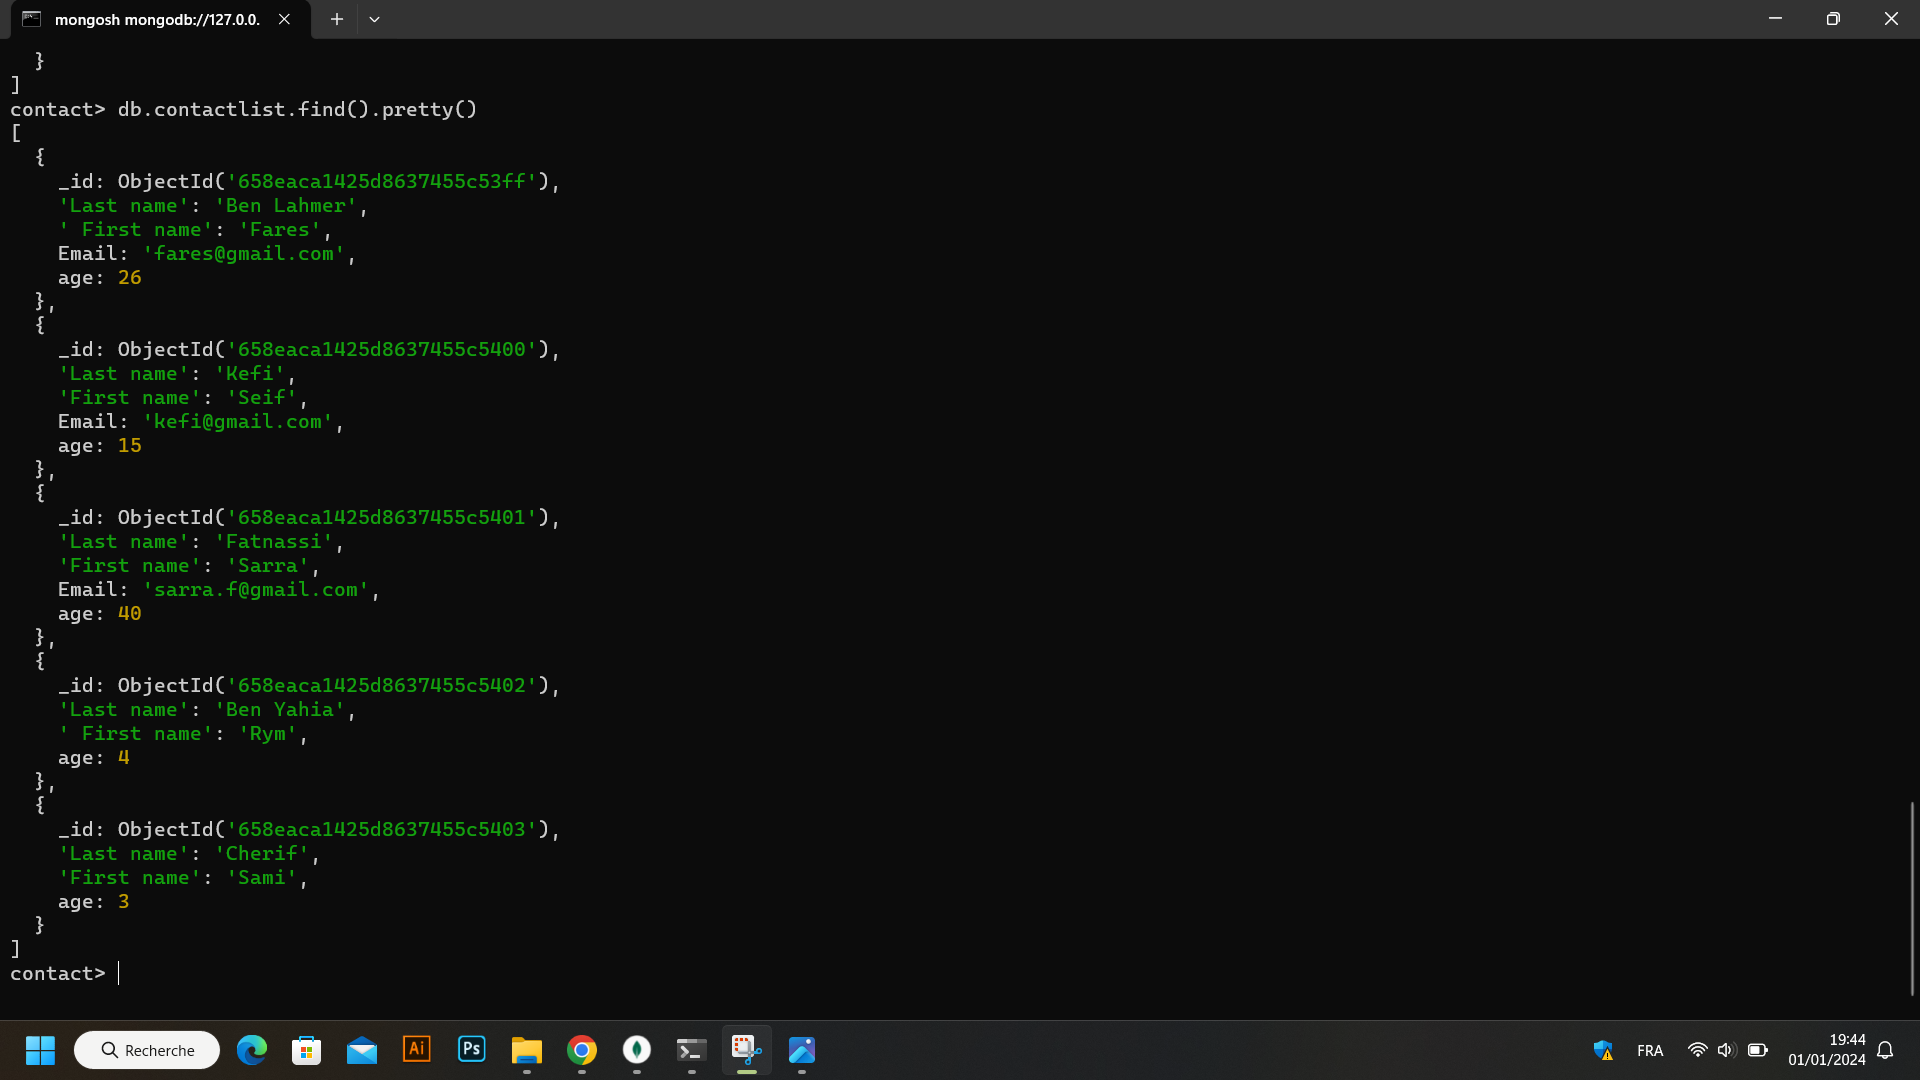 mongosh mongodb://127.0.0.
  }
]
contact> db.contactlist.find().pretty()
[
  {
    _id: ObjectId('658eaca1425d8637455c53ff'),
    'Last name': 'Ben Lahmer',
    ' First name': 'Fares',
    Email: 'fares@gmail.com',
    age: 26
  },
  {
    _id: ObjectId('658eaca1425d8637455c5400'),
    'Last name': 'Kefi',
    'First name': 'Seif',
    Email: 'kefi@gmail.com',
    age: 15
  },
  {
    _id: ObjectId('658eaca1425d8637455c5401'),
    'Last name': 'Fatnassi',
    'First name': 'Sarra',
    Email: 'sarra.f@gmail.com',
    age: 40
  },
  {
    _id: ObjectId('658eaca1425d8637455c5402'),
    'Last name': 'Ben Yahia',
    ' First name': 'Rym',
    age: 4
  },
  {
    _id: ObjectId('658eaca1425d8637455c5403'),
    'Last name': 'Cherif',
    'First name': 'Sami',
    age: 3
  }
]
contact>
Recherche
Ai
Ps
FRA
19:44
01/01/2024